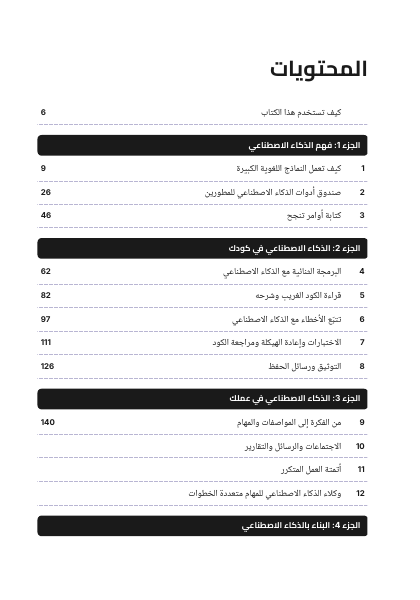 المحتويات
كيف تستخدم هذا الكتاب 6
الجزء 1: فهم الذكاء الاصطناعي
1 كيف تعمل النماذج اللغوية الكبيرة 9
2 صندوق أدوات الذكاء الاصطناعي للمطورين 26
3 كتابة أوامر تنجح 46
الجزء 2: الذكاء الاصطناعي في كودك
4 البرمجة الثنائية مع الذكاء الاصطناعي 62
5 قراءة الكود الغريب وشرحه 82
6 تتبّع الأخطاء مع الذكاء الاصطناعي 97
7 الاختبارات وإعادة الهيكلة ومراجعة الكود 111
8 التوثيق ورسائل الحفظ 126
الجزء 3: الذكاء الاصطناعي في عملك
9 من الفكرة إلى المواصفات والمهام 140
10 الاجتماعات والرسائل والتقارير
11 أتمتة العمل المتكرر
12 وكلاء الذكاء الاصطناعي للمهام متعددة الخطوات
الجزء 4: البناء بالذكاء الاصطناعي